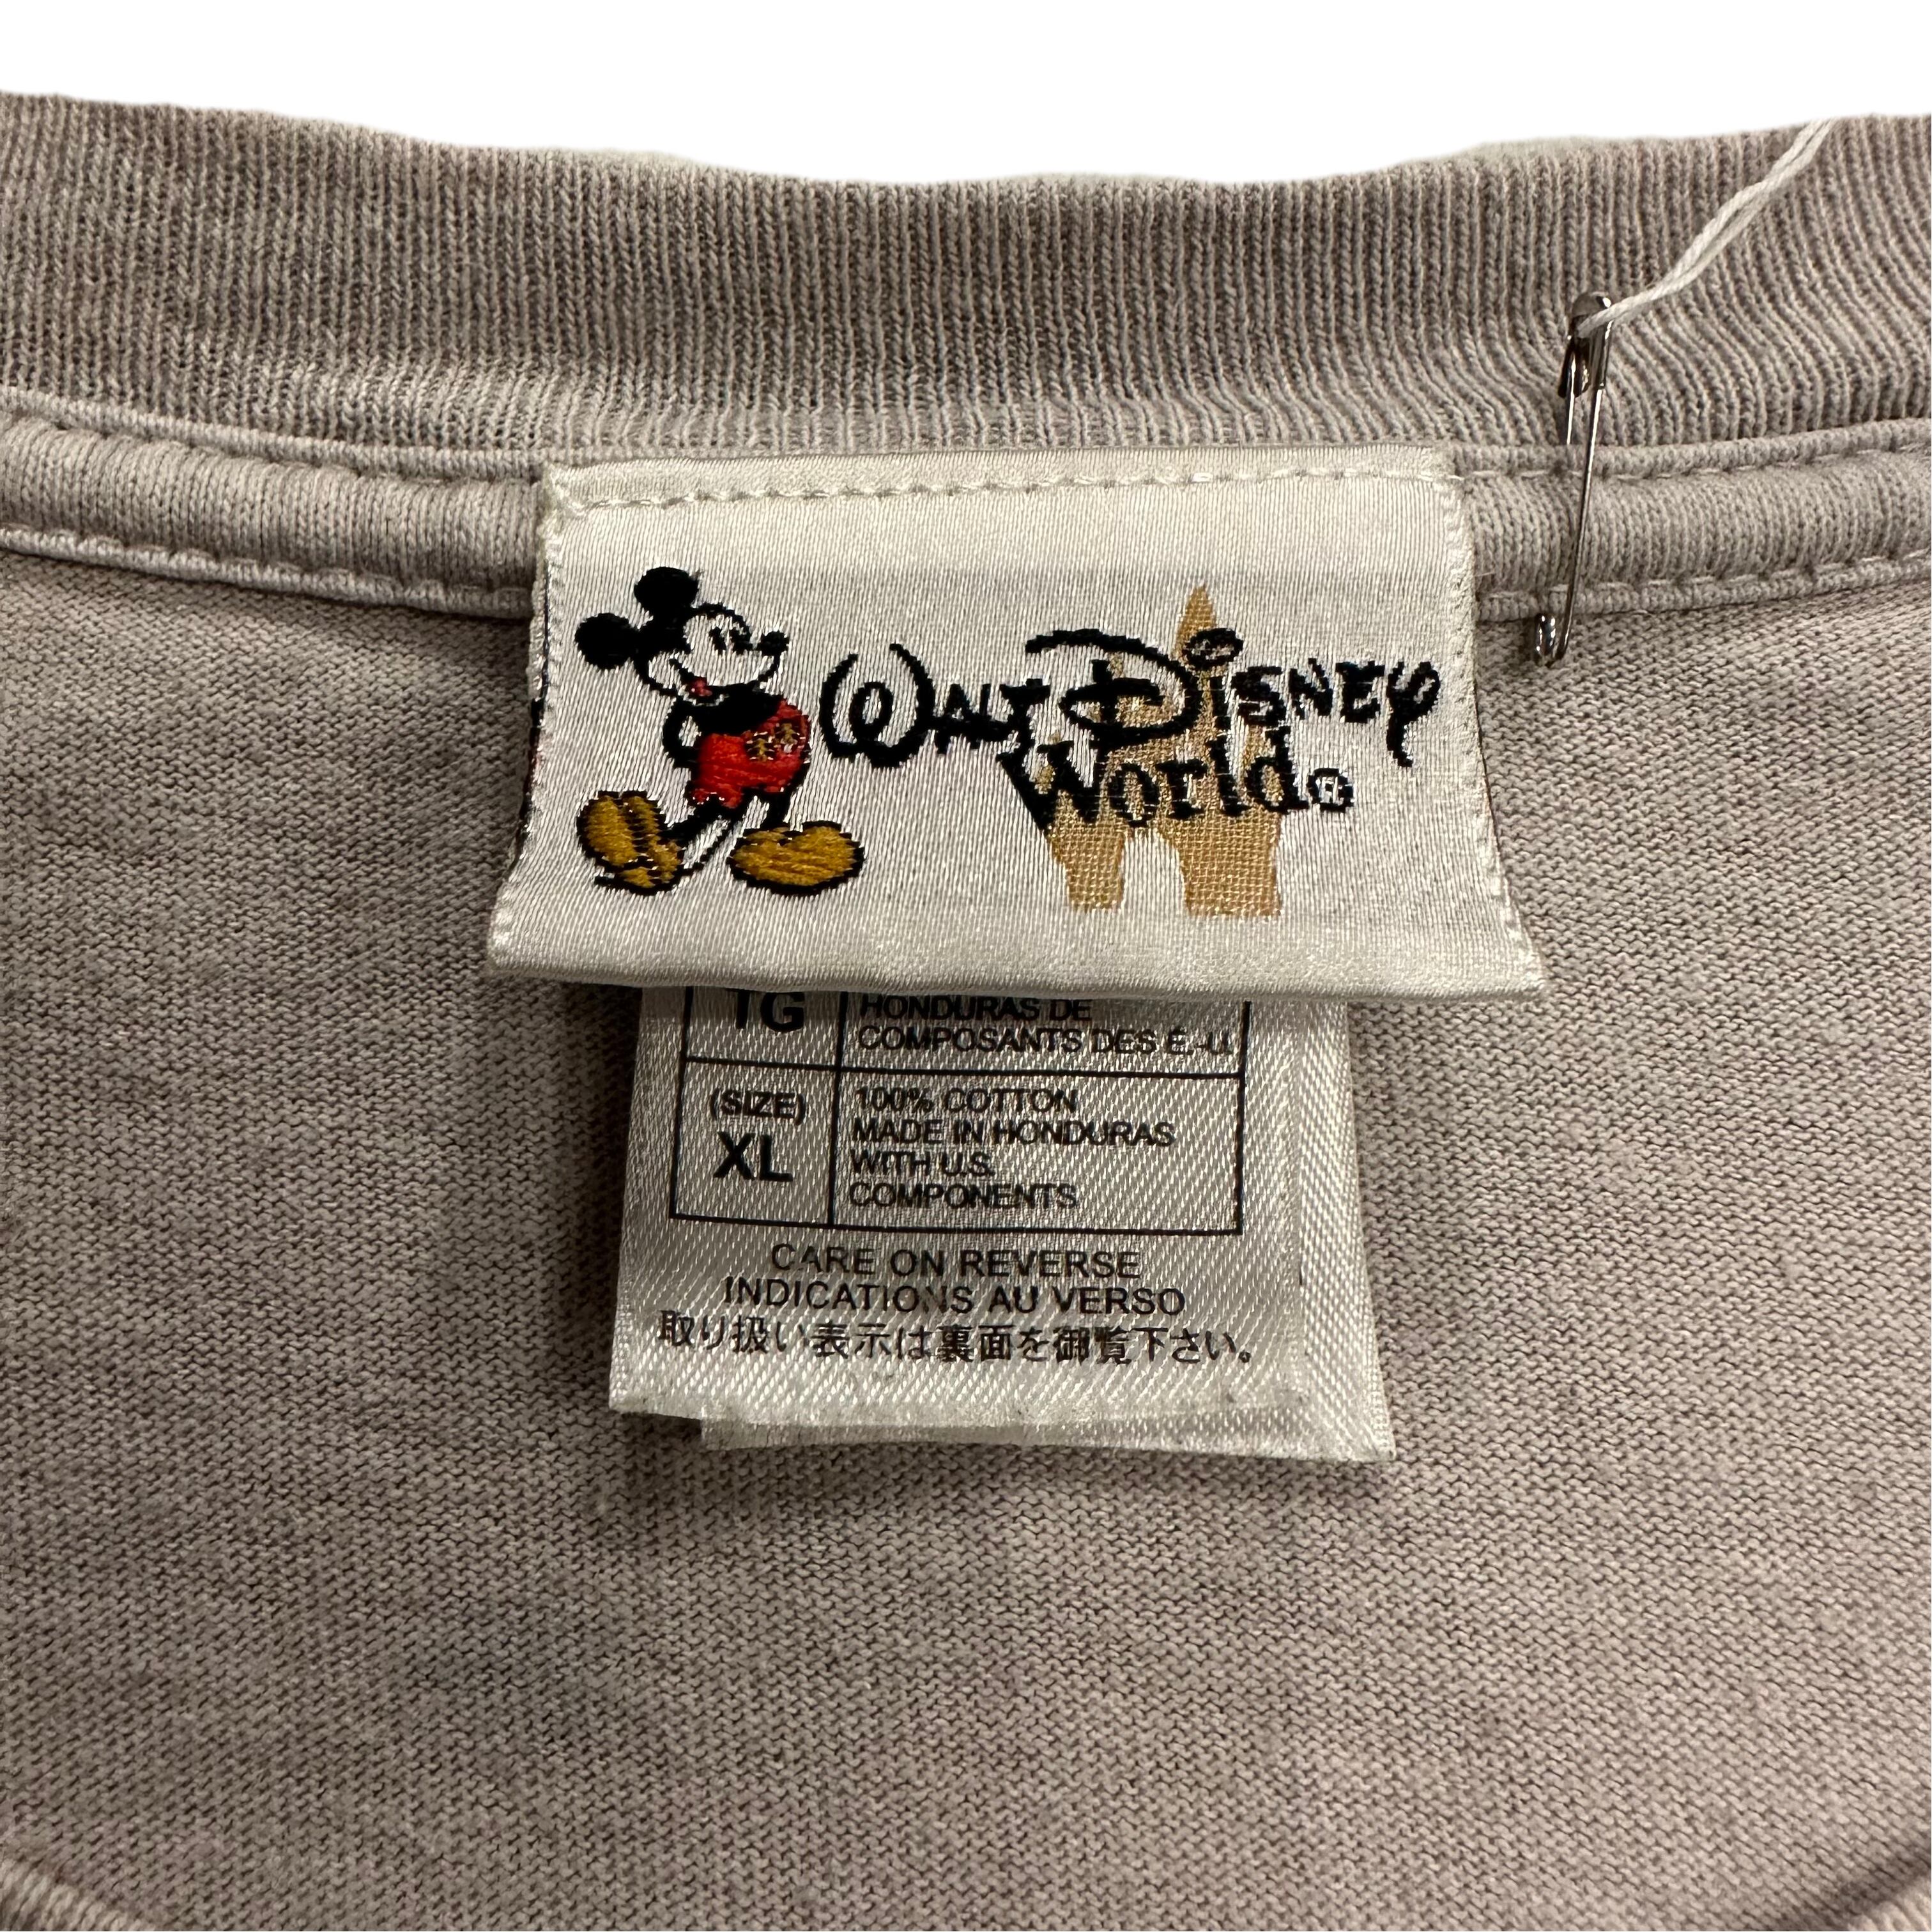 WALT DISNEY
World®
TG
HONDURAS DE
COMPOSANTS DES É.-U.
(SIZE)
XL
100% COTTON
MADE IN HONDURAS
WITH U.S.
COMPONENTS
CARE ON REVERSE
INDICATIONS AU VERSO
取り扱い表示は裏面を御覧下さい。